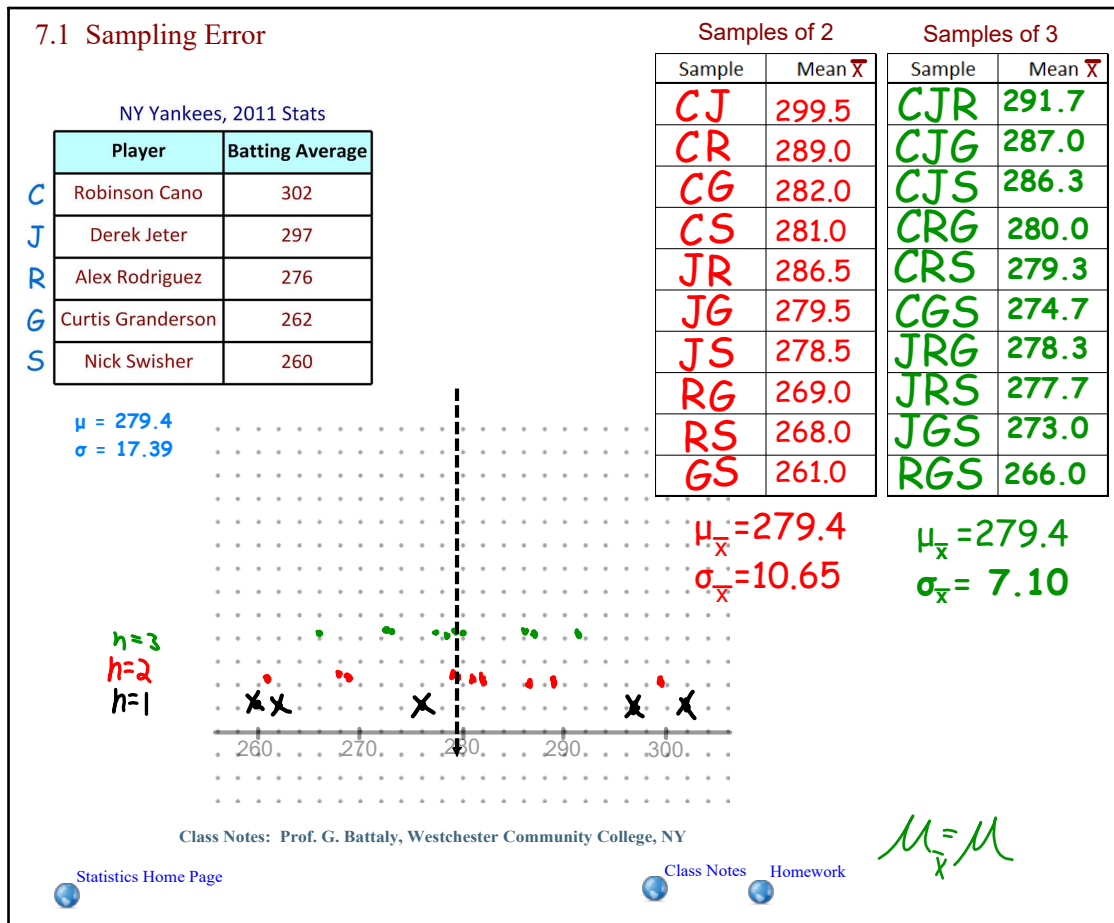 7.1 Sampling Error
NY Yankees, 2011 Stats
Player Batting Average
C Robinson Cano 302
J Derek Jeter 297
R Alex Rodriguez 276
G Curtis Granderson 262
S Nick Swisher 260
μ = 279.4
σ = 17.39
Samples of 2
Sample Mean x̅
CJ 299.5
CR 289.0
CG 282.0
CS 281.0
JR 286.5
JG 279.5
JS 278.5
RG 269.0
RS 268.0
GS 261.0
μx̅ =279.4
σx̅ =10.65
Samples of 3
Sample Mean x̅
CJR 291.7
CJG 287.0
CJS 286.3
CRG 280.0
CRS 279.3
CGS 274.7
JRG 278.3
JRS 277.7
JGS 273.0
RGS 266.0
μx̅ =279.4
σx̅ = 7.10
n=3
n=2
n=1
260 270 280 290 300
Class Notes: Prof. G. Battaly, Westchester Community College, NY
μx̅ = μ
Statistics Home Page
Class Notes
Homework